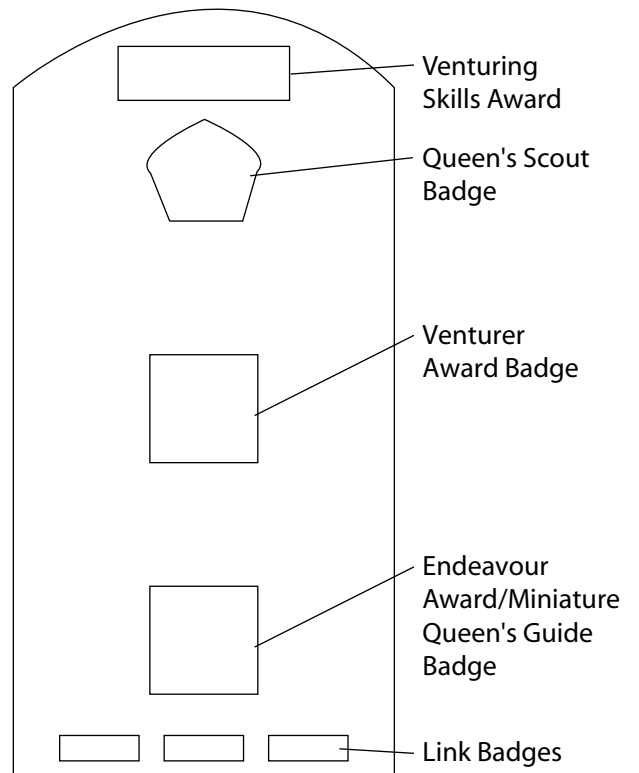 Venturing
Skills Award
Queen's Scout
Badge
Venturer
Award Badge
Endeavour
Award/Miniature
Queen's Guide
Badge
Link Badges